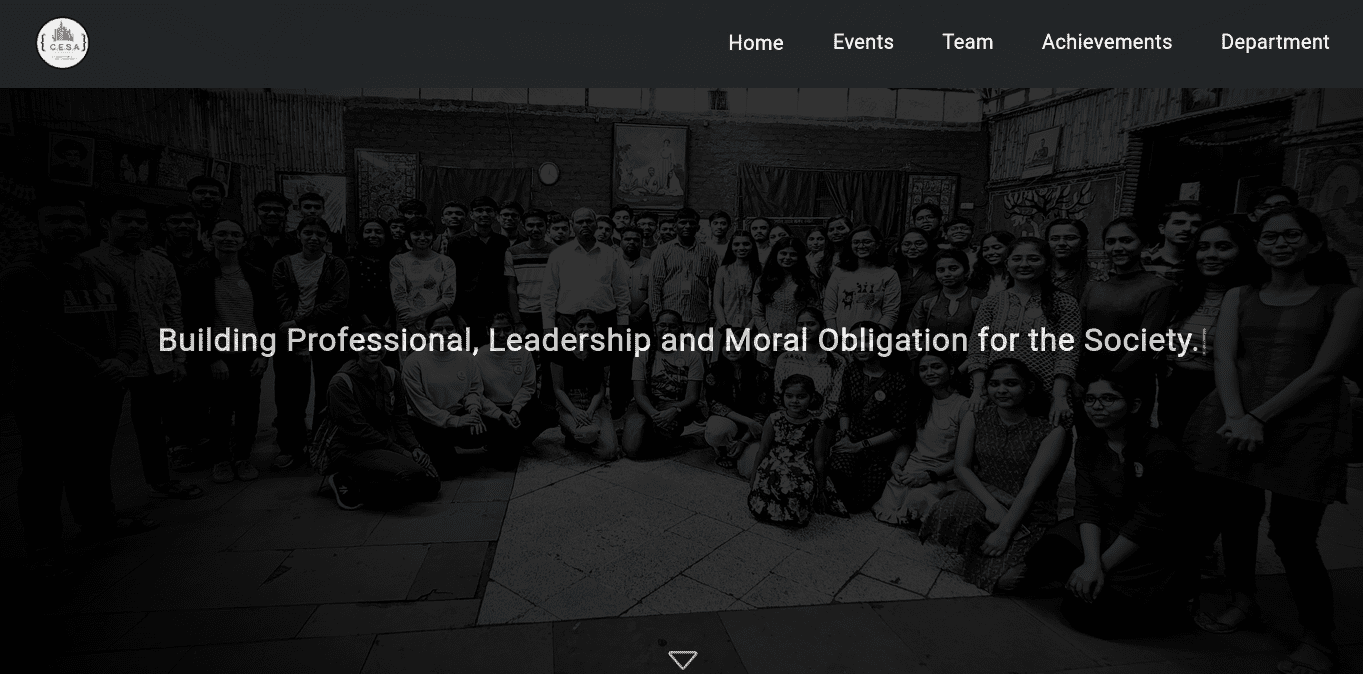 C.E.S.A
Home
Events
Team
Achievements
Department
Building Professional, Leadership and Moral Obligation for the Society.